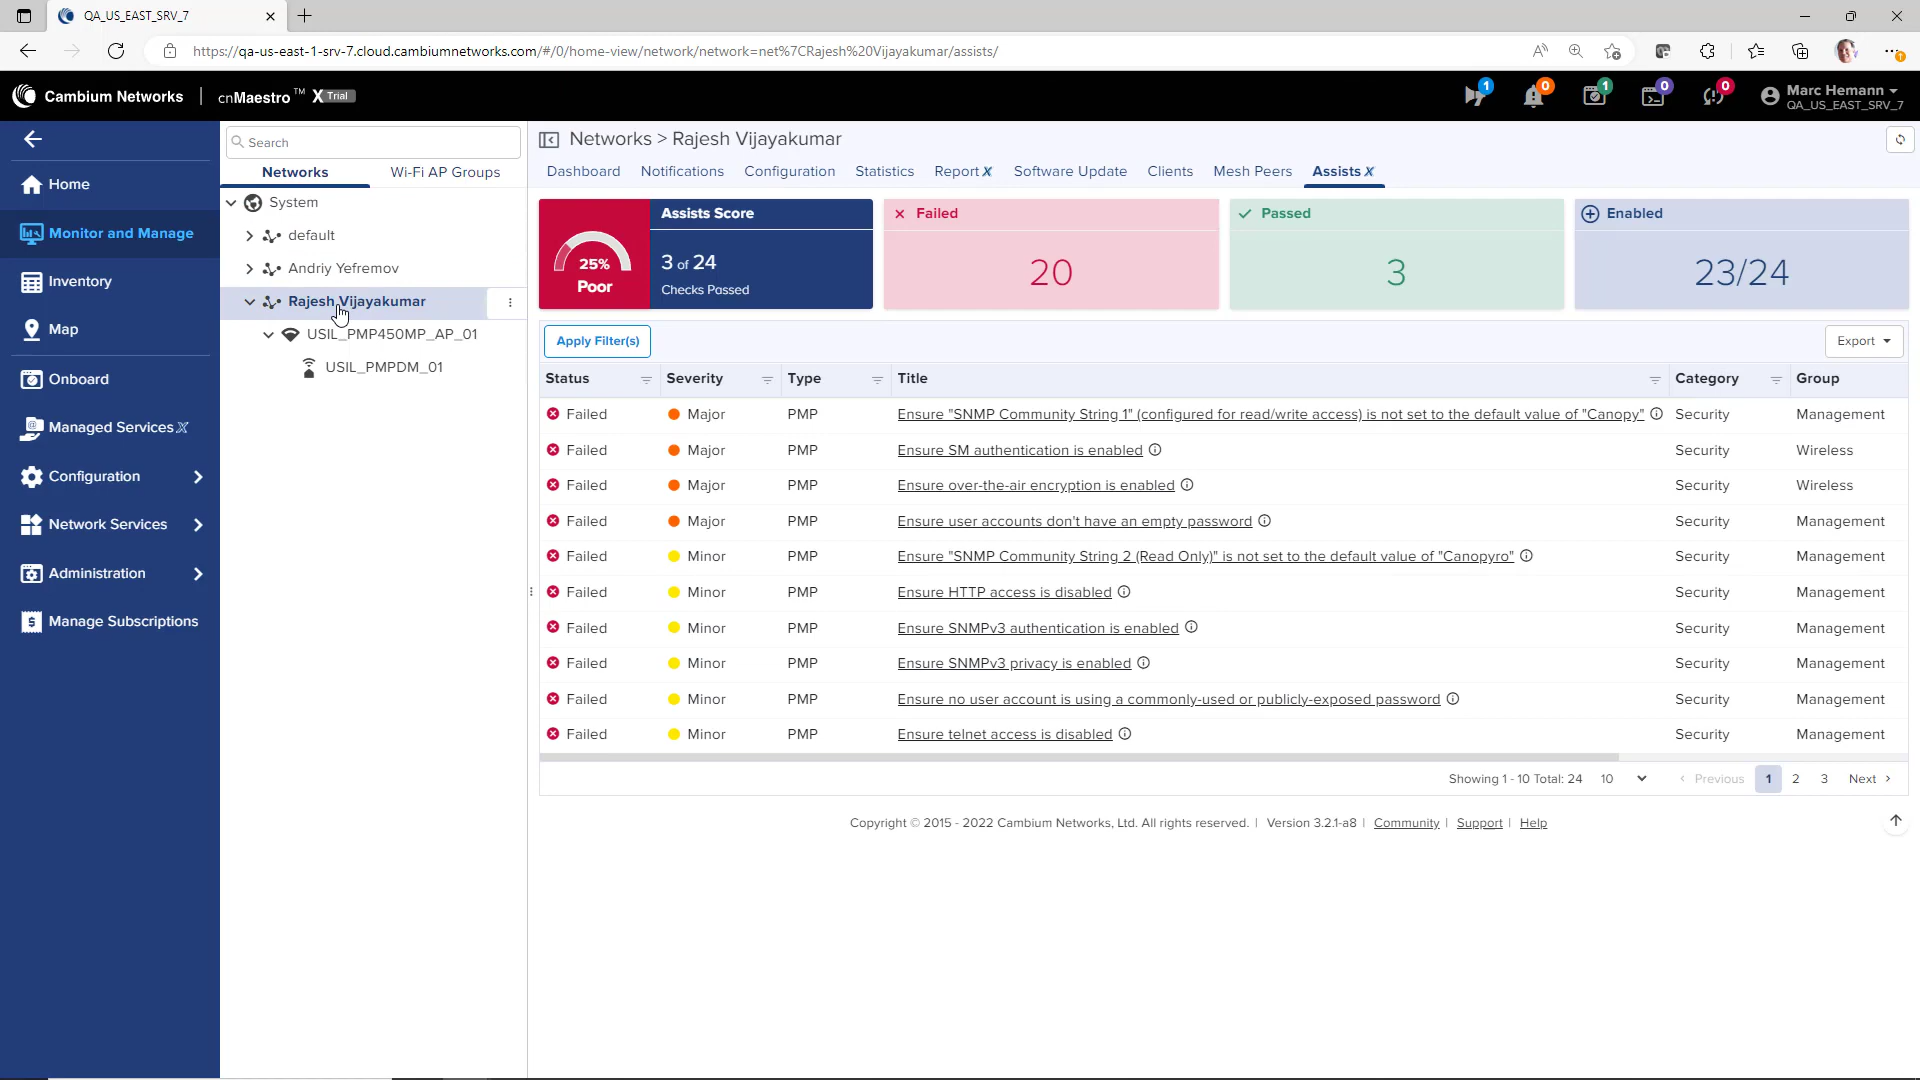 QA_US_EAST_SRV_7
https://qa-us-east-1-srv-7.cloud.cambiumnetworks.com/#/0/home-view/network/network=net%7CRajesh%20Vijayakumar/assists/
Cambium Networks | cnMaestro™ X Trial
1 0 1 0 0
Marc Hemann
QA_US_EAST_SRV_7
Home
Monitor and Manage
Inventory
Map
Onboard
Managed Services X
Configuration
Network Services
Administration
Manage Subscriptions
Search
Networks Wi-Fi AP Groups
System
default
Andriy Yefremov
Rajesh Vijayakumar
USIL_PMP450MP_AP_01
USIL_PMPDM_01
Networks > Rajesh Vijayakumar
Dashboard Notifications Configuration Statistics Report X Software Update Clients Mesh Peers Assists X
25%
Poor
Assists Score
3 of 24
Checks Passed
Failed
20
Passed
3
Enabled
23/24
Apply Filter(s) Export
Status Severity Type Title Category Group
Failed Major PMP Ensure "SNMP Community String 1" (configured for read/write access) is not set to the default value of "Canopy" Security Management
Failed Major PMP Ensure SM authentication is enabled Security Wireless
Failed Major PMP Ensure over-the-air encryption is enabled Security Wireless
Failed Major PMP Ensure user accounts don't have an empty password Security Management
Failed Minor PMP Ensure "SNMP Community String 2 (Read Only)" is not set to the default value of "Canopyro" Security Management
Failed Minor PMP Ensure HTTP access is disabled Security Management
Failed Minor PMP Ensure SNMPv3 authentication is enabled Security Management
Failed Minor PMP Ensure SNMPv3 privacy is enabled Security Management
Failed Minor PMP Ensure no user account is using a commonly-used or publicly-exposed password Security Management
Failed Minor PMP Ensure telnet access is disabled Security Management
Showing 1 - 10 Total: 24 10 < Previous 1 2 3 Next >
Copyright © 2015 - 2022 Cambium Networks, Ltd. All rights reserved. | Version 3.2.1-a8 | Community | Support | Help